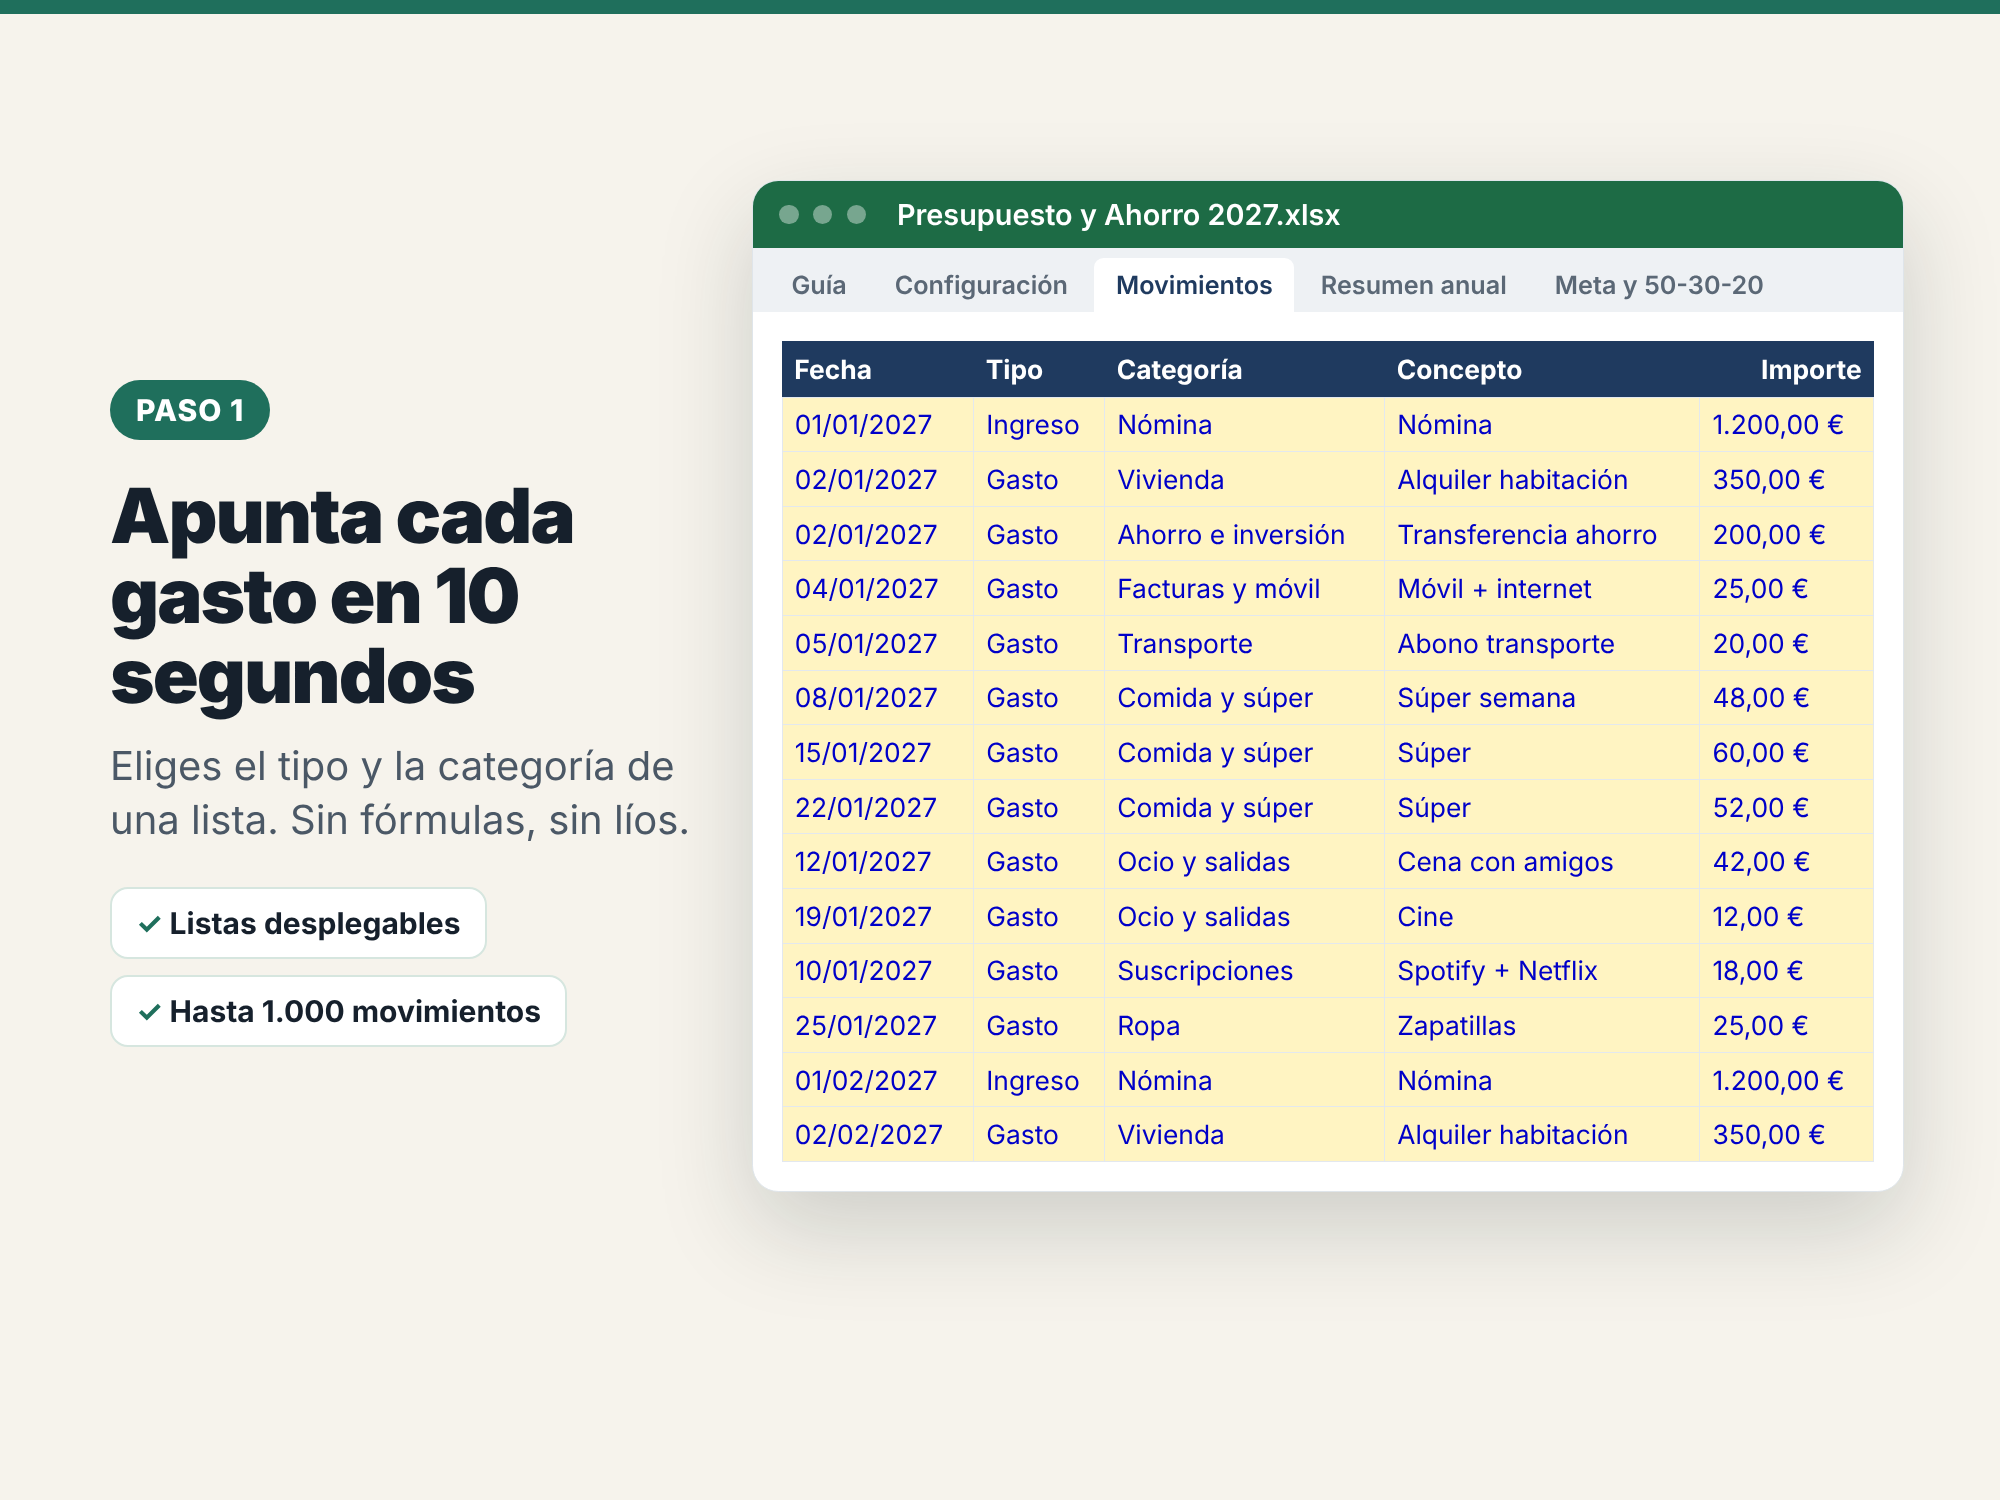 PASO 1
Apunta cada
gasto en 10
segundos
Eliges el tipo y la categoría de
una lista. Sin fórmulas, sin líos.
✓ Listas desplegables
✓ Hasta 1.000 movimientos
Presupuesto y Ahorro 2027.xlsx
Guía Configuración Movimientos Resumen anual Meta y 50-30-20
Fecha Tipo Categoría Concepto Importe
01/01/2027 Ingreso Nómina Nómina 1.200,00 €
02/01/2027 Gasto Vivienda Alquiler habitación 350,00 €
02/01/2027 Gasto Ahorro e inversión Transferencia ahorro 200,00 €
04/01/2027 Gasto Facturas y móvil Móvil + internet 25,00 €
05/01/2027 Gasto Transporte Abono transporte 20,00 €
08/01/2027 Gasto Comida y súper Súper semana 48,00 €
15/01/2027 Gasto Comida y súper Súper 60,00 €
22/01/2027 Gasto Comida y súper Súper 52,00 €
12/01/2027 Gasto Ocio y salidas Cena con amigos 42,00 €
19/01/2027 Gasto Ocio y salidas Cine 12,00 €
10/01/2027 Gasto Suscripciones Spotify + Netflix 18,00 €
25/01/2027 Gasto Ropa Zapatillas 25,00 €
01/02/2027 Ingreso Nómina Nómina 1.200,00 €
02/02/2027 Gasto Vivienda Alquiler habitación 350,00 €